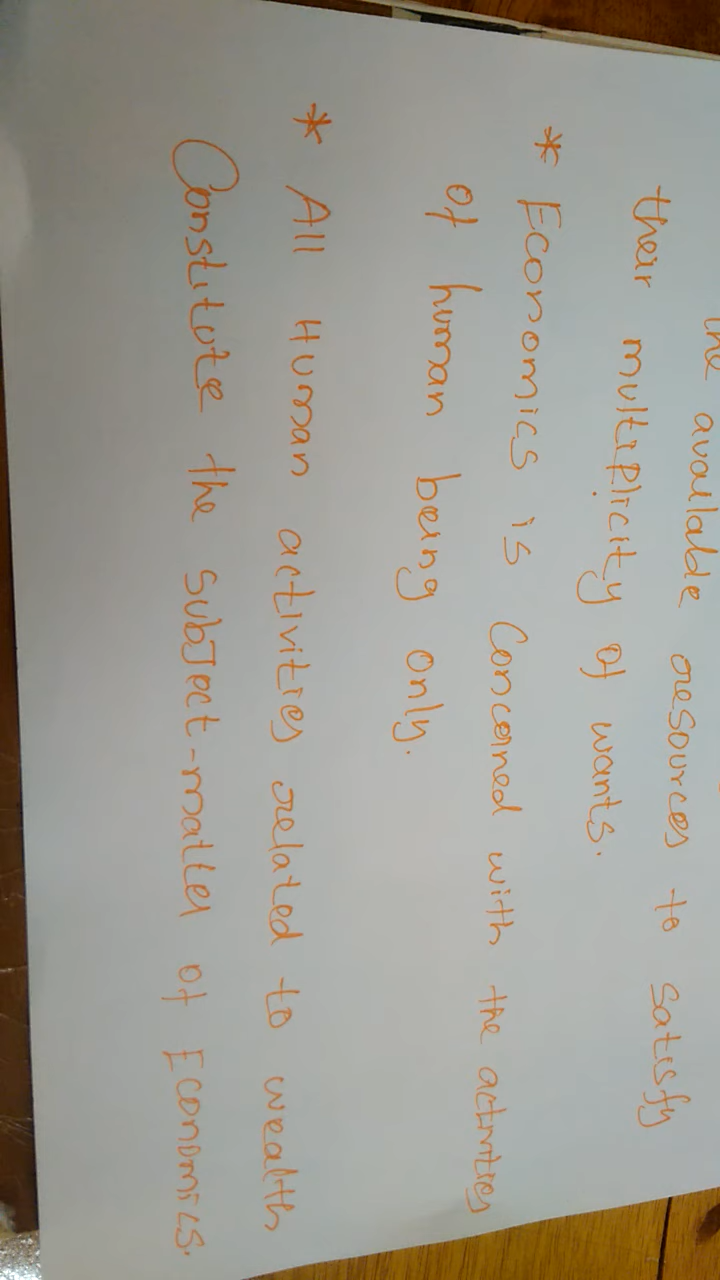 the available resources to satisfy
their multiplicity of wants.
* Economics is Concerned with the activities
of human being only.
* All Human activities related to wealth
Constitute the subject-matter of Economics.